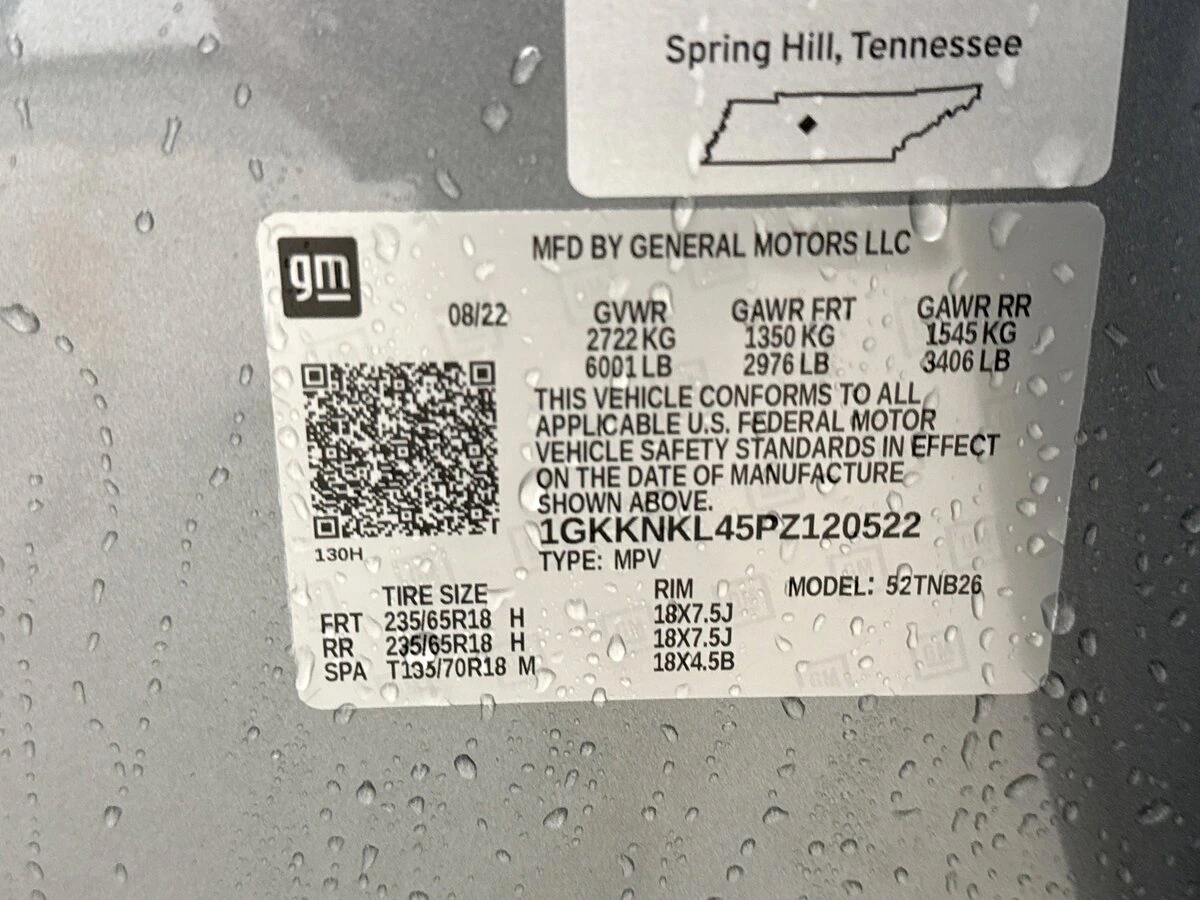 Spring Hill, Tennessee
gm
MFD BY GENERAL MOTORS LLC
08/22 GVWR GAWR FRT GAWR RR
2722 KG 1350 KG 1545 KG
6001 LB 2976 LB 3406 LB
THIS VEHICLE CONFORMS TO ALL
APPLICABLE U.S. FEDERAL MOTOR
VEHICLE SAFETY STANDARDS IN EFFECT
ON THE DATE OF MANUFACTURE
SHOWN ABOVE.
1GKKNKL45PZ120522
130H
TYPE: MPV
TIRE SIZE RIM MODEL: 52TNB26
FRT 235/65R18 H 18X7.5J
RR 235/65R18 H 18X7.5J
SPA T135/70R18 M 18X4.5B
GM
GM